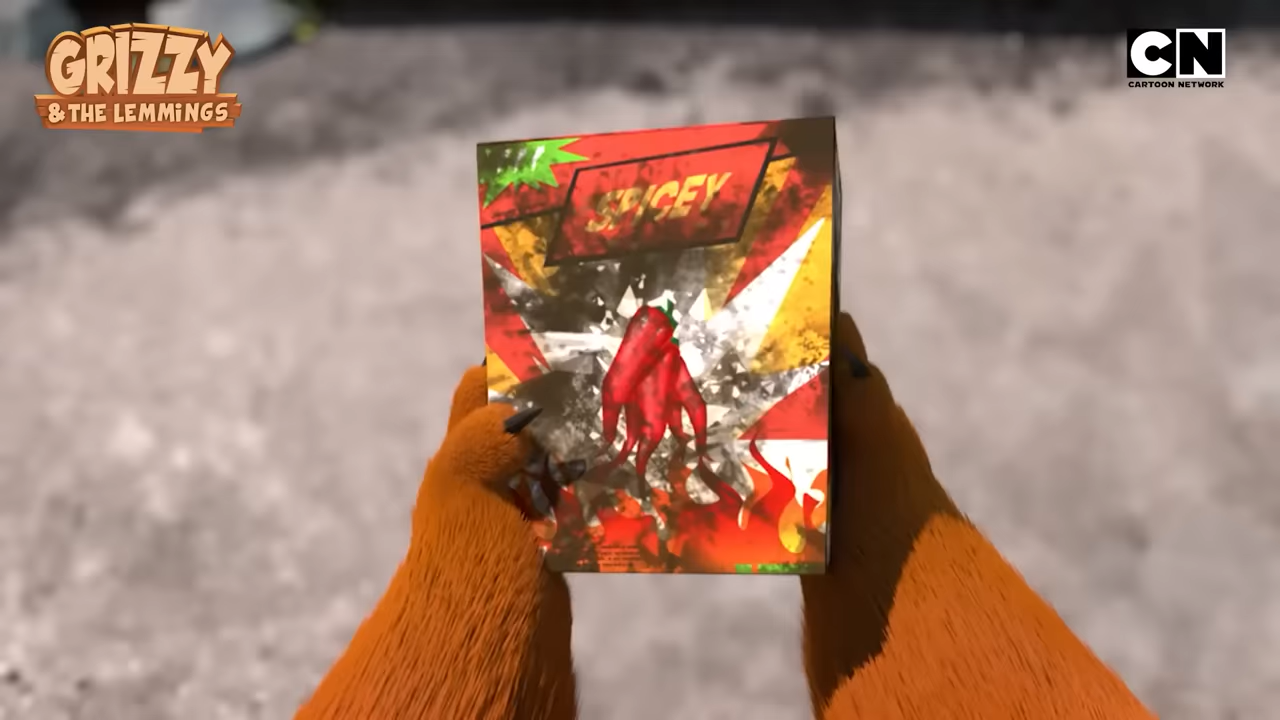 GRIZZY
& THE LEMMINGS
CN
CARTOON NETWORK
SPICEY